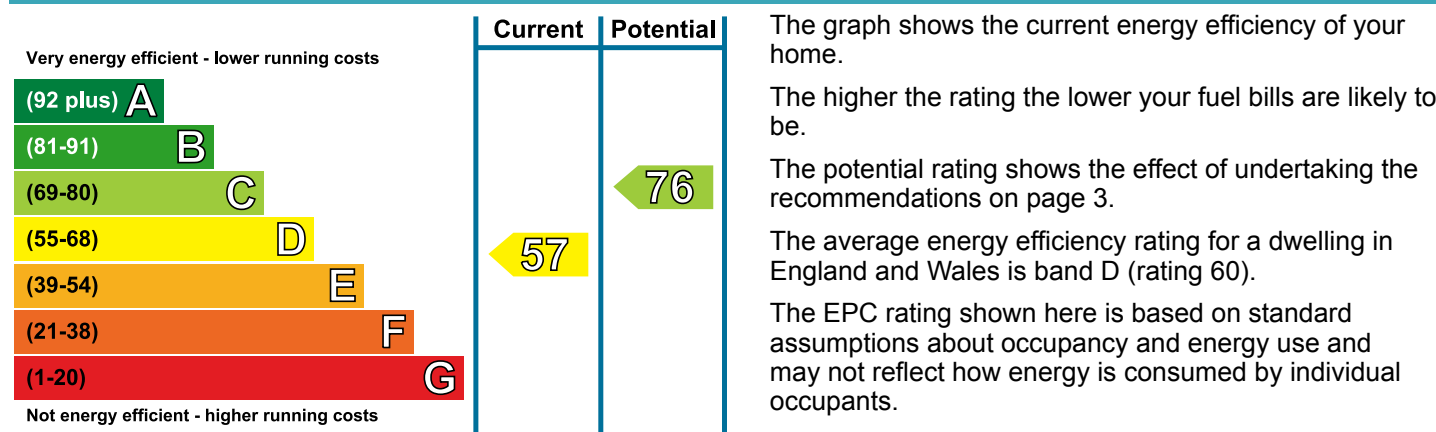 Current Potential
Very energy efficient - lower running costs
(92 plus) A
(81-91) B
(69-80) C
76
(55-68) D
57
(39-54) E
(21-38) F
(1-20) G
Not energy efficient - higher running costs
The graph shows the current energy efficiency of your
home.
The higher the rating the lower your fuel bills are likely to
be.
The potential rating shows the effect of undertaking the
recommendations on page 3.
The average energy efficiency rating for a dwelling in
England and Wales is band D (rating 60).
The EPC rating shown here is based on standard
assumptions about occupancy and energy use and
may not reflect how energy is consumed by individual
occupants.